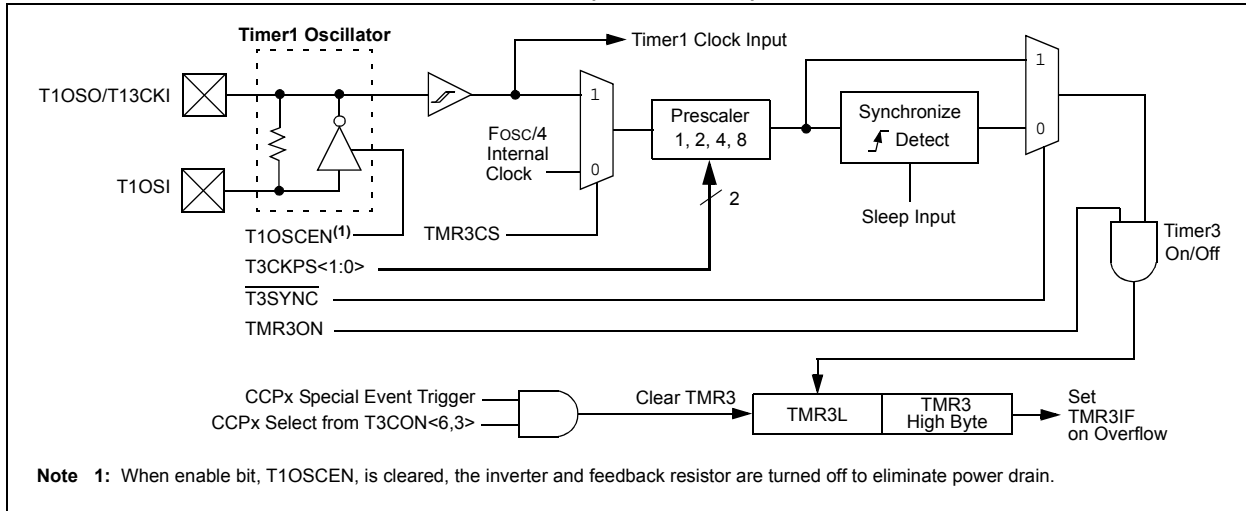 Timer1 Oscillator
Timer1 Clock Input
T1OSO/T13CKI
T1OSI
FOSC/4
Internal
Clock
1
0
Prescaler
1, 2, 4, 8
2
Synchronize
Detect
Sleep Input
1
0
Timer3
On/Off
T1OSCEN(1)
TMR3CS
T3CKPS<1:0>
T3SYNC
TMR3ON
CCPx Special Event Trigger
CCPx Select from T3CON<6,3>
Clear TMR3
TMR3L
TMR3
High Byte
Set
TMR3IF
on Overflow
Note 1: When enable bit, T1OSCEN, is cleared, the inverter and feedback resistor are turned off to eliminate power drain.